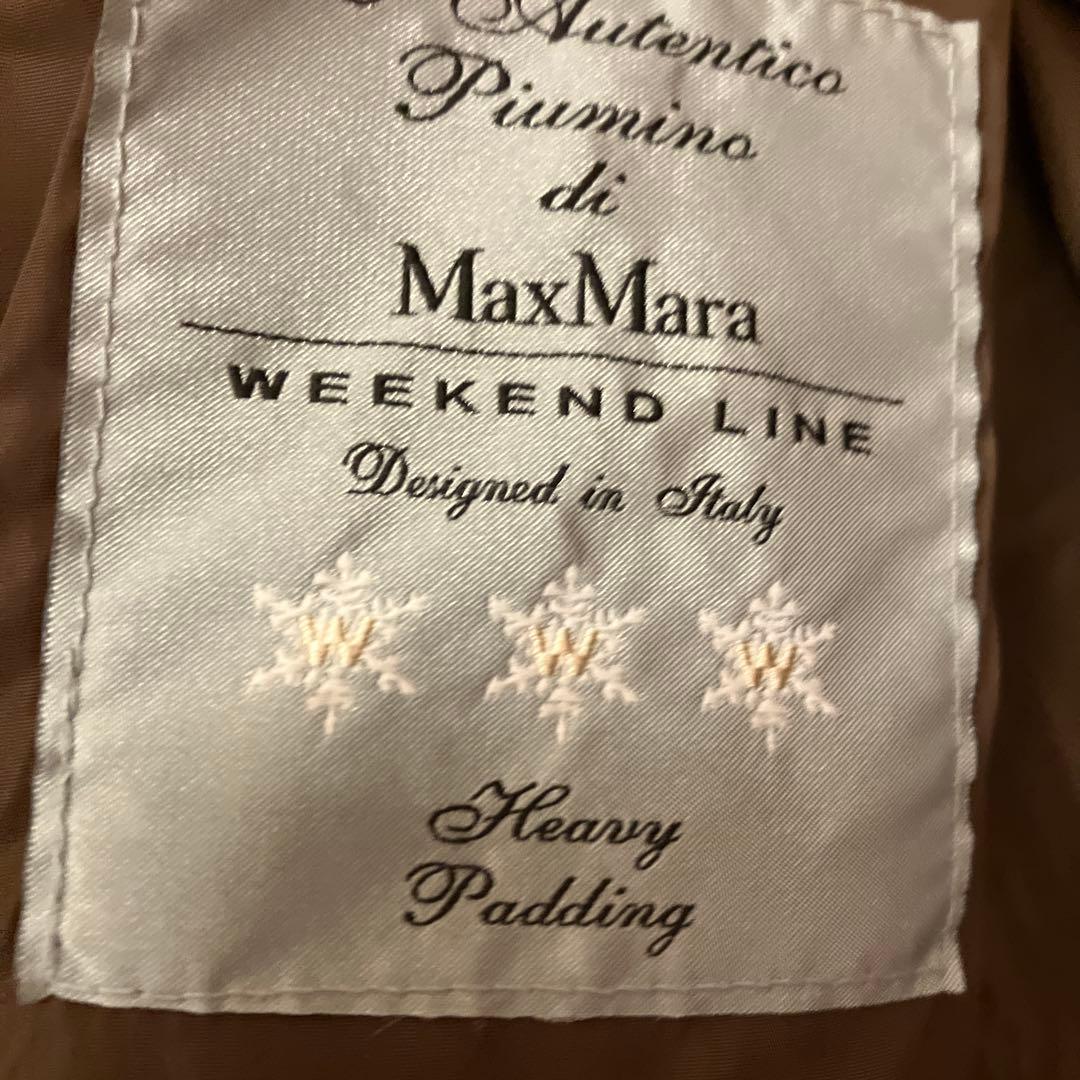 Autentico
Piumino
di
MaxMara
WEEKEND LINE
Designed in Italy
W W W
Heavy
Padding